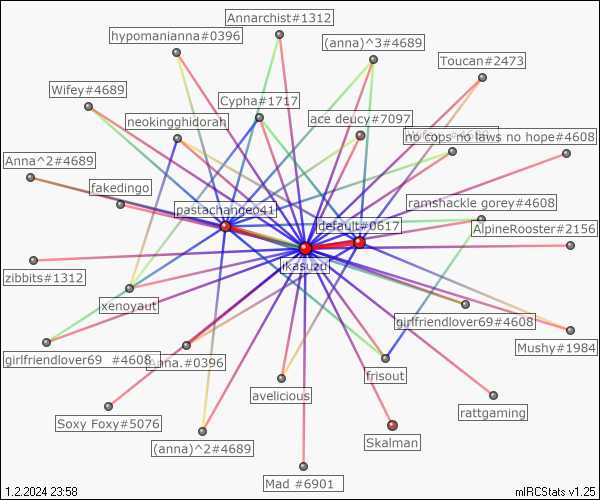 Annarchist#1312
hypomanianna#0396
(anna)^3#4689
Toucan#2473
Wifey#4689
Cypha#1717
neokingghidorah
ace deucy#7097
no cops no laws no hope#4608
Anna^2#4689
fakedingo
pastachangeo41
ramshackle gorey#4608
default#0617
AlpineRooster#2156
ikasuzu
zibbits#1312
xenoyaut
girlfriendlover69#4608
Mushy#1984
girlfriendlover69 #4608
Anna.#0396
frisout
avelicious
rattgaming
Soxy Foxy#5076
Skalman
(anna)^2#4689
Mad #6901
1.2.2024 23:58
mIRCStats v1.25